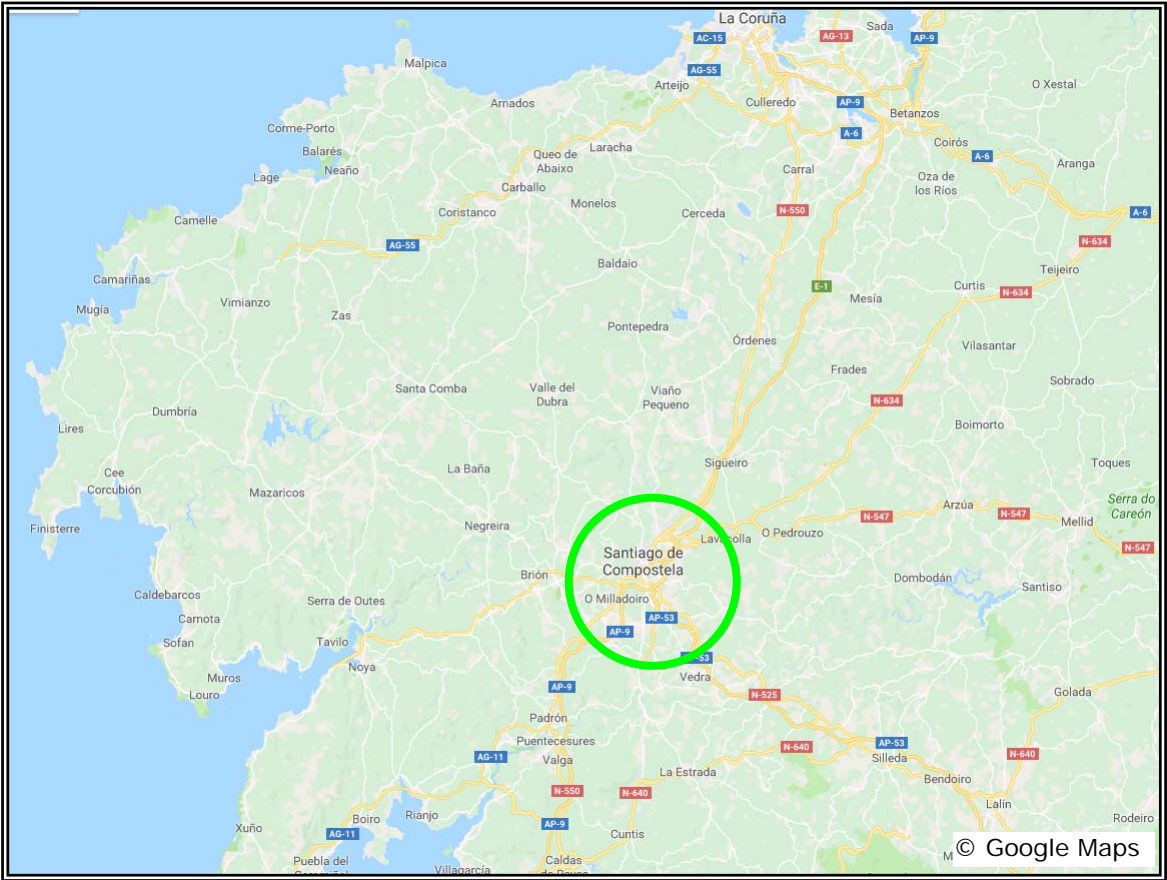 La Coruña
Sada
AC-15
AG-13
AP-9
Malpica
AG-55
Arteijo
O Xestal
Arnados
Culleredo
AP-9
Betanzos
Corme-Porto
A-6
Coirós
Balarés
Queo de
Abaixo
Laracha
A-6
Neaño
Carral
Aranga
Lage
Carballo
Oza de
los Ríos
Monelos
Coristanco
Cerceda
N-550
A-6
Camelle
AG-55
N-634
Baldaio
Teijeiro
Camariñas
E-1
Curtis
N-634
Mesía
Mugía
Vimianzo
Zas
Pontepedra
Órdenes
Vilasantar
Frades
Santa Comba
Valle del
Dubra
Viaño
Pequeno
Sobrado
N-634
Dumbría
Boimorto
Lires
Sigüeiro
Toques
Cee
La Baña
Corcubión
Mazaricos
Serra do
Careón
Arzúa
N-547
N-547
Mellid
Finisterre
Negreira
Lavacolla
O Pedrouzo
N-547
Santiago de
Compostela
Brión
Dombodán
Santiso
Caldebarcos
Serra de Outes
O Milladoiro
Carnota
AP-53
AP-9
Sofan
Tavilo
Noya
Vedra
Muros
AP-9
Louro
N-525
Golada
Padrón
Puentecesures
AP-53
N-640
N-640
AG-11
Valga
Silleda
La Estrada
Bendoiro
N-550
N-640
Lalín
Boiro
Rianjo
Rodeiro
Xuño
AG-11
AP-9
Cuntis
Puebla del
Caldas
Villagarcía
© Google Maps